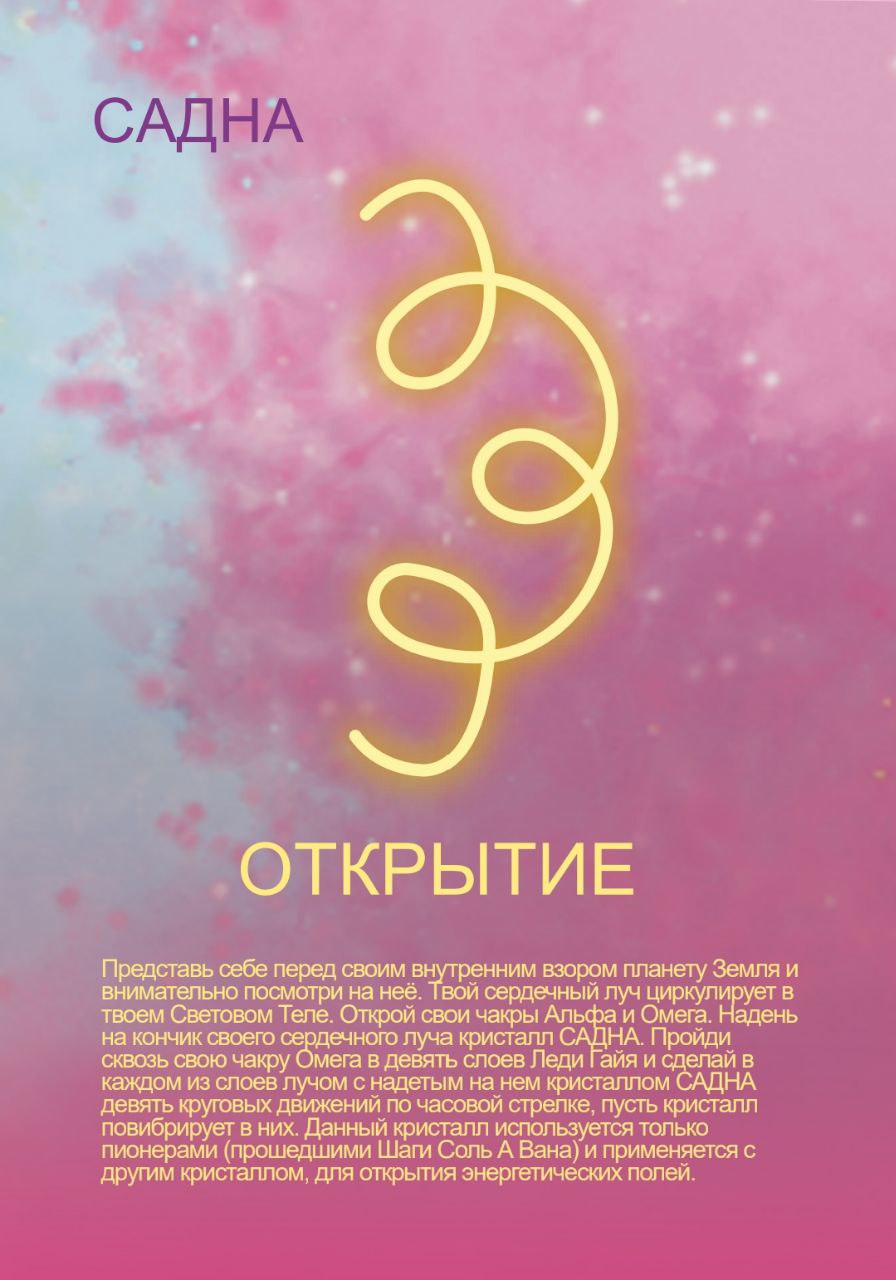 САДНА
ОТКРЫТИЕ
Представь себе перед своим внутренним взором планету Земля и
внимательно посмотри на неё. Твой сердечный луч циркулирует в
твоем Световом Теле. Открой свои чакры Альфа и Омега. Надень
на кончик своего сердечного луча кристалл САДНА. Пройди
сквозь свою чакру Омега в девять слоев Леди Гайя и сделай в
каждом из слоев лучом с надетым на нем кристаллом САДНА
девять круговых движений по часовой стрелке, пусть кристалл
повибрирует в них. Данный кристалл используется только
пионерами (прошедшими Шаги Соль А Вана) и применяется с
другим кристаллом, для открытия энергетических полей.